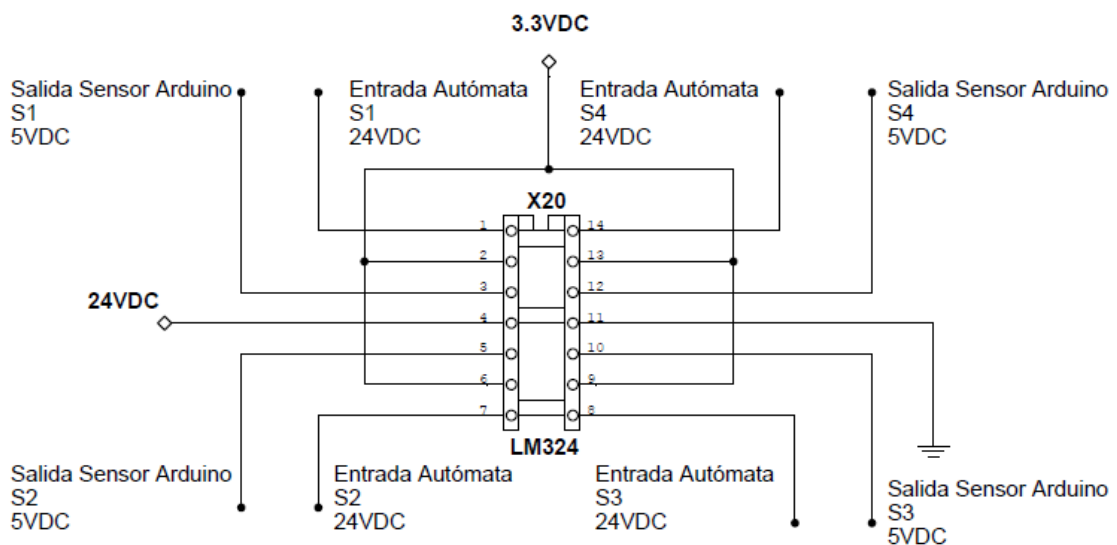 3.3VDC
Salida Sensor Arduino
S1
5VDC
Entrada Autómata
S1
24VDC
Entrada Autómata
S4
24VDC
Salida Sensor Arduino
S4
5VDC
X20
1
14
2
13
3
12
24VDC
4
11
5
10
6
9
7
8
LM324
Salida Sensor Arduino
S2
5VDC
Entrada Autómata
S2
24VDC
Entrada Autómata
S3
24VDC
Salida Sensor Arduino
S3
5VDC